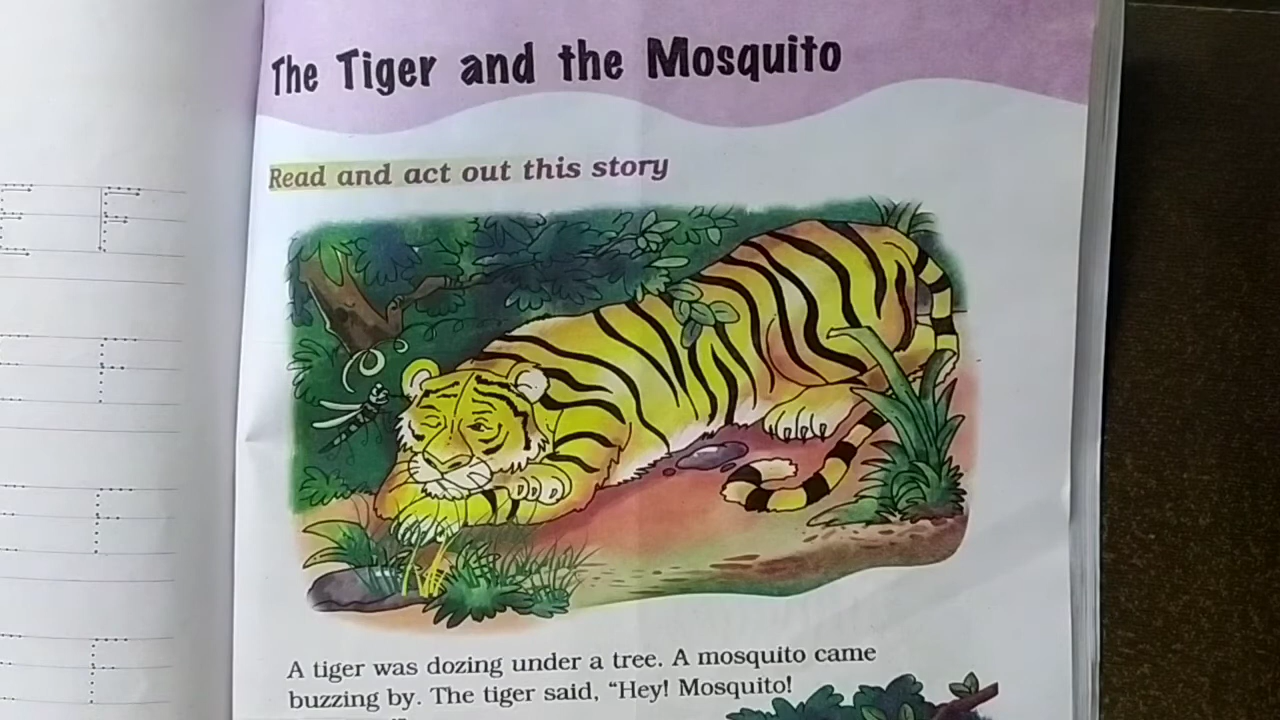 The Tiger and the Mosquito
Read and act out this story
A tiger was dozing under a tree. A mosquito came
buzzing by. The tiger said, “Hey! Mosquito!